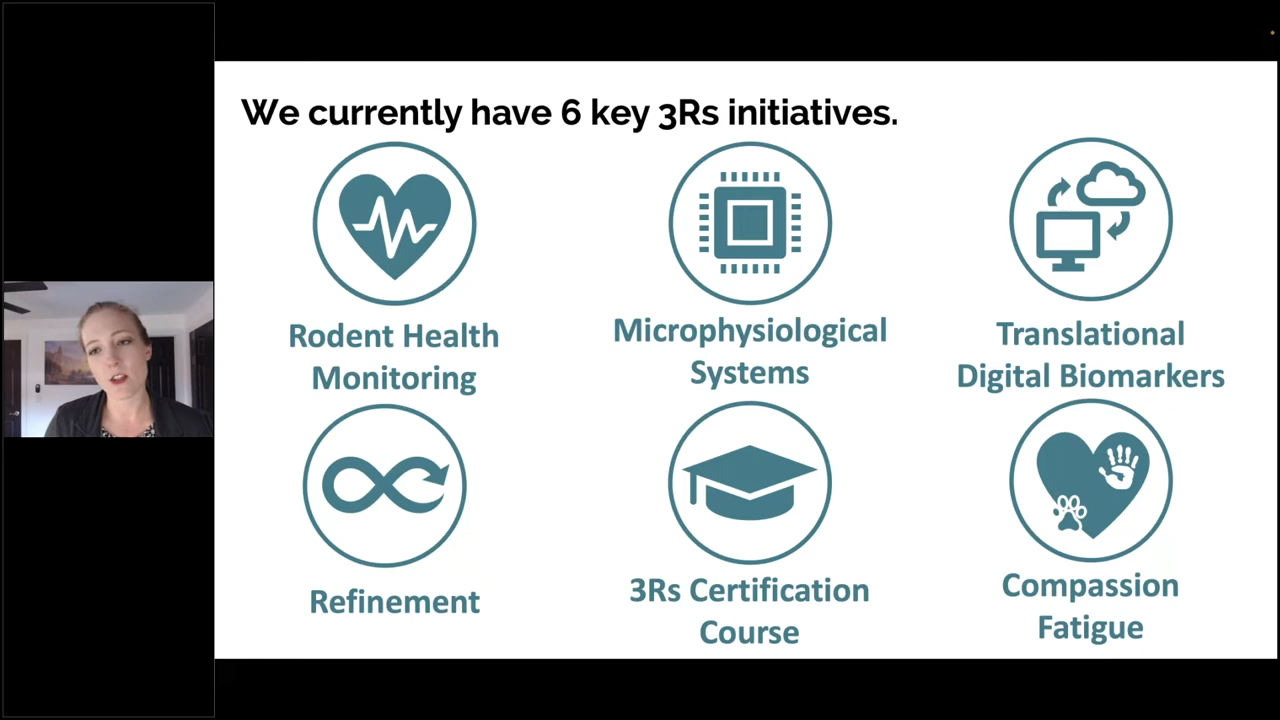 We currently have 6 key 3Rs initiatives.
Rodent Health
Monitoring
Microphysiological
Systems
Translational
Digital Biomarkers
Refinement
3Rs Certification
Course
Compassion
Fatigue